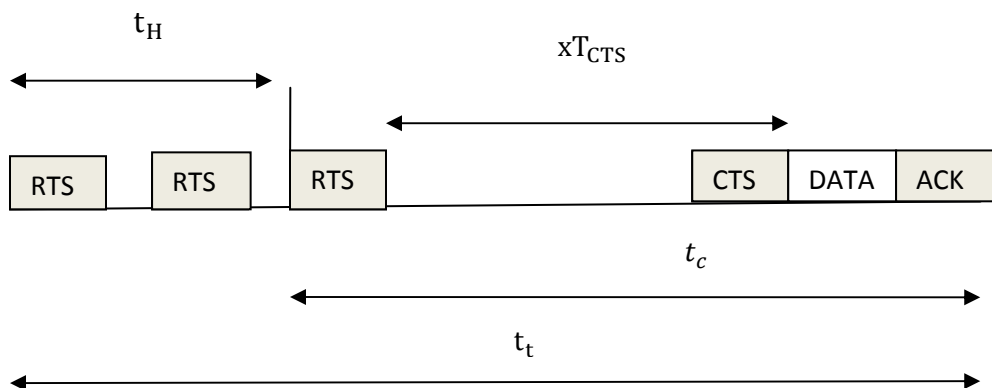 t_H
xT_CTS
RTS RTS RTS CTS DATA ACK
t_c
t_t